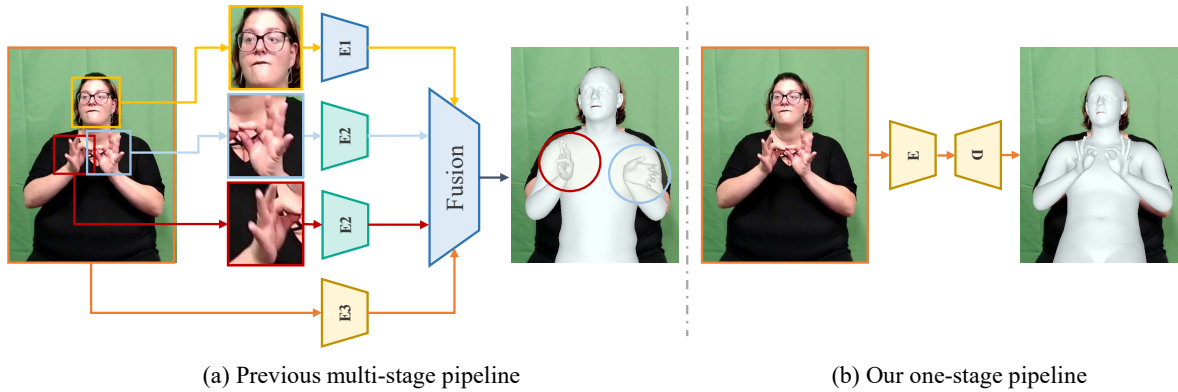 E1
E2
E2
E3
Fusion
E
D
(a) Previous multi-stage pipeline
(b) Our one-stage pipeline